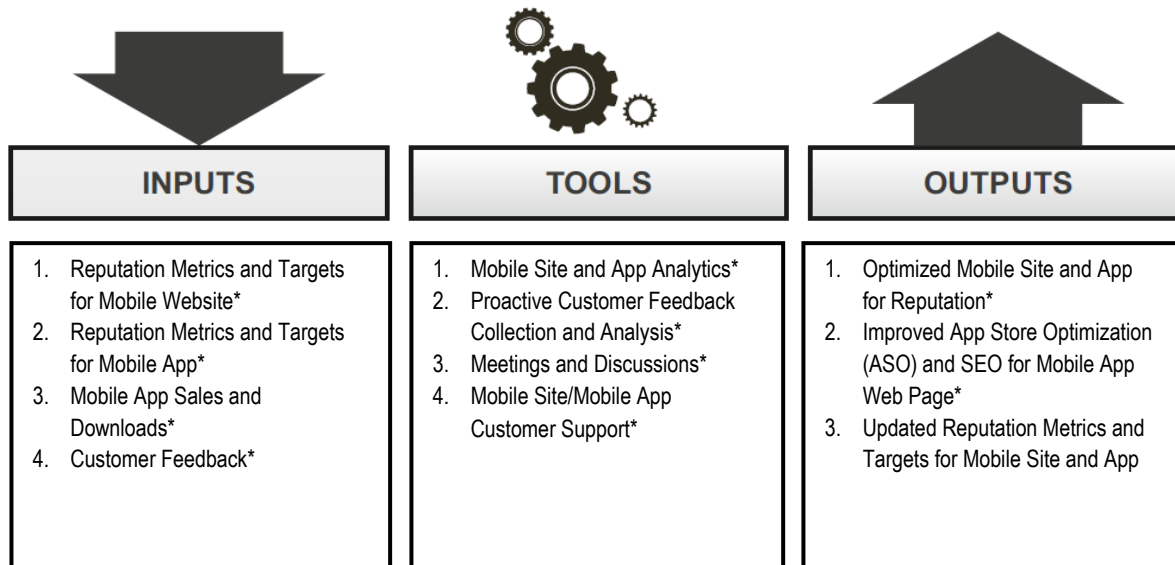 INPUTS
1. Reputation Metrics and Targets
for Mobile Website*
2. Reputation Metrics and Targets
for Mobile App*
3. Mobile App Sales and
Downloads*
4. Customer Feedback*
TOOLS
1. Mobile Site and App Analytics*
2. Proactive Customer Feedback
Collection and Analysis*
3. Meetings and Discussions*
4. Mobile Site/Mobile App
Customer Support*
OUTPUTS
1. Optimized Mobile Site and App
for Reputation*
2. Improved App Store Optimization
(ASO) and SEO for Mobile App
Web Page*
3. Updated Reputation Metrics and
Targets for Mobile Site and App